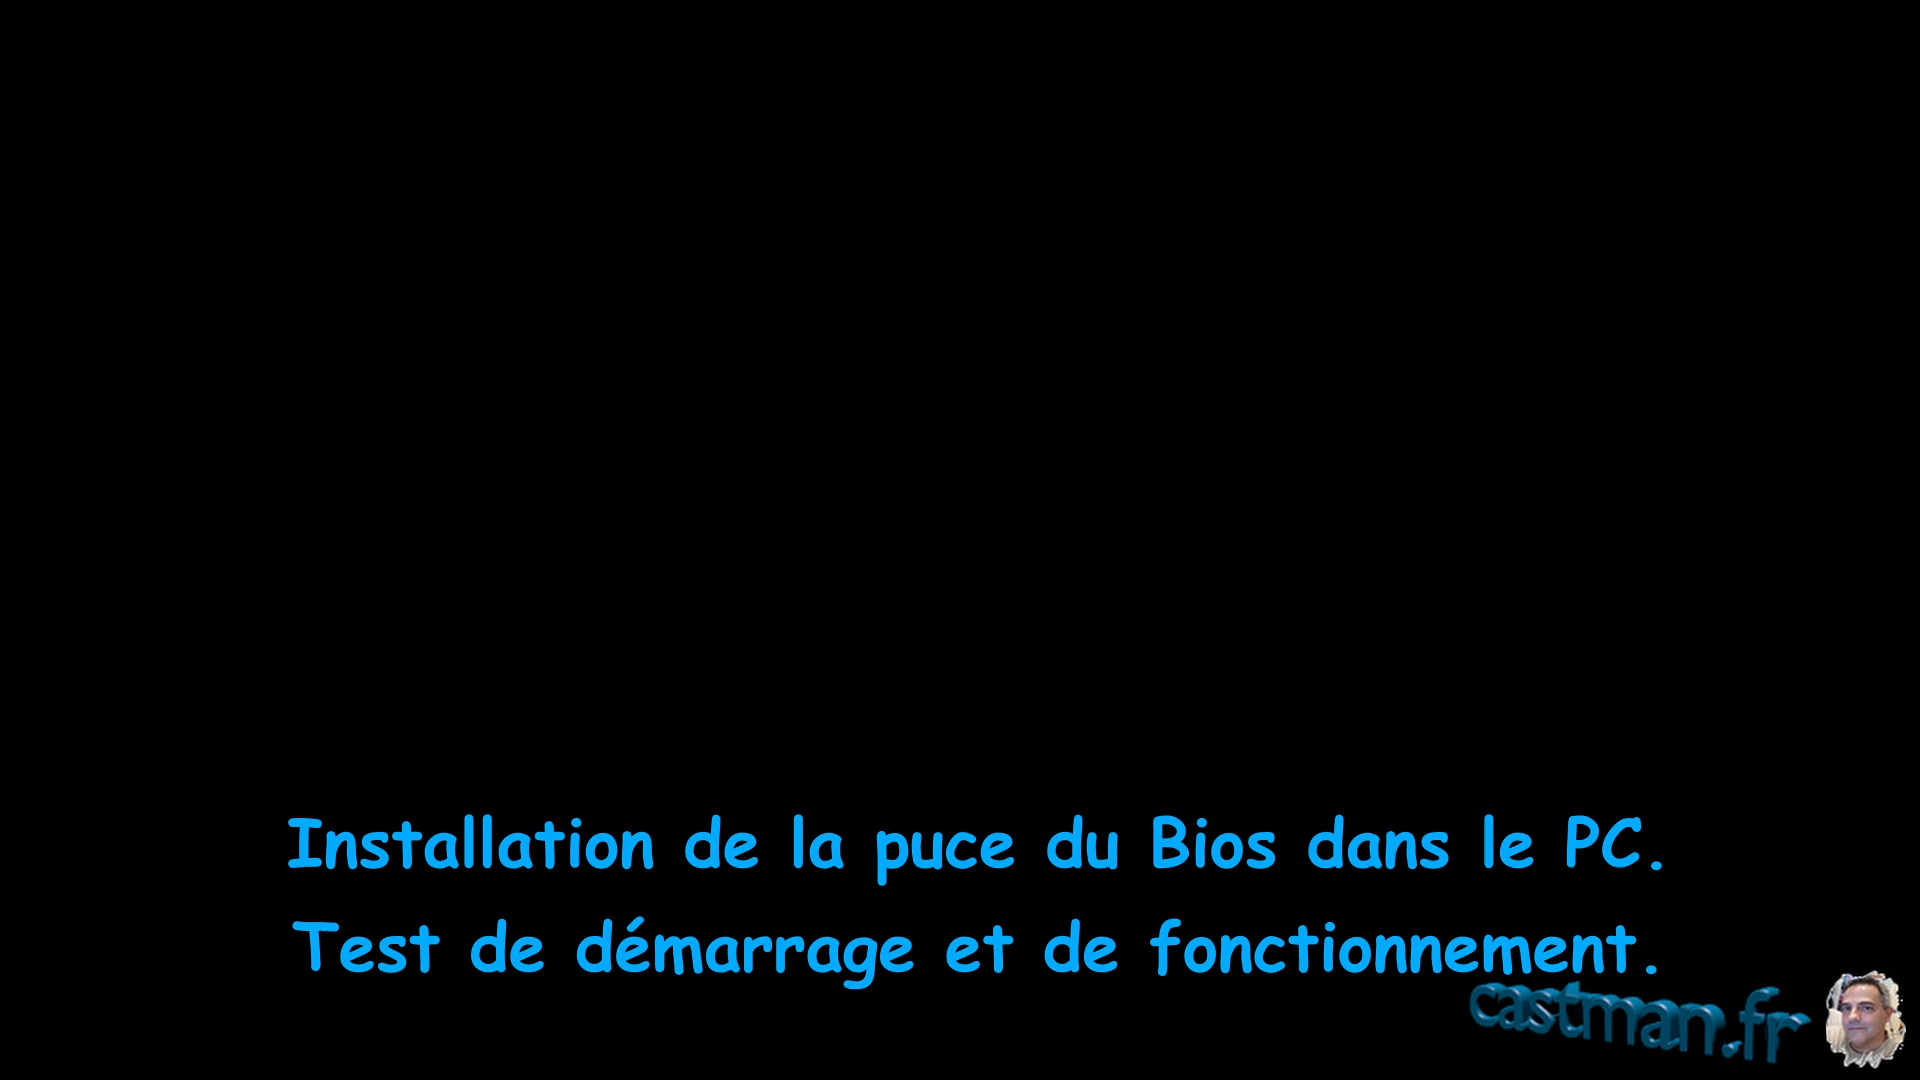 Installation de la puce du Bios dans le PC.
Test de démarrage et de fonctionnement.
castman.fr